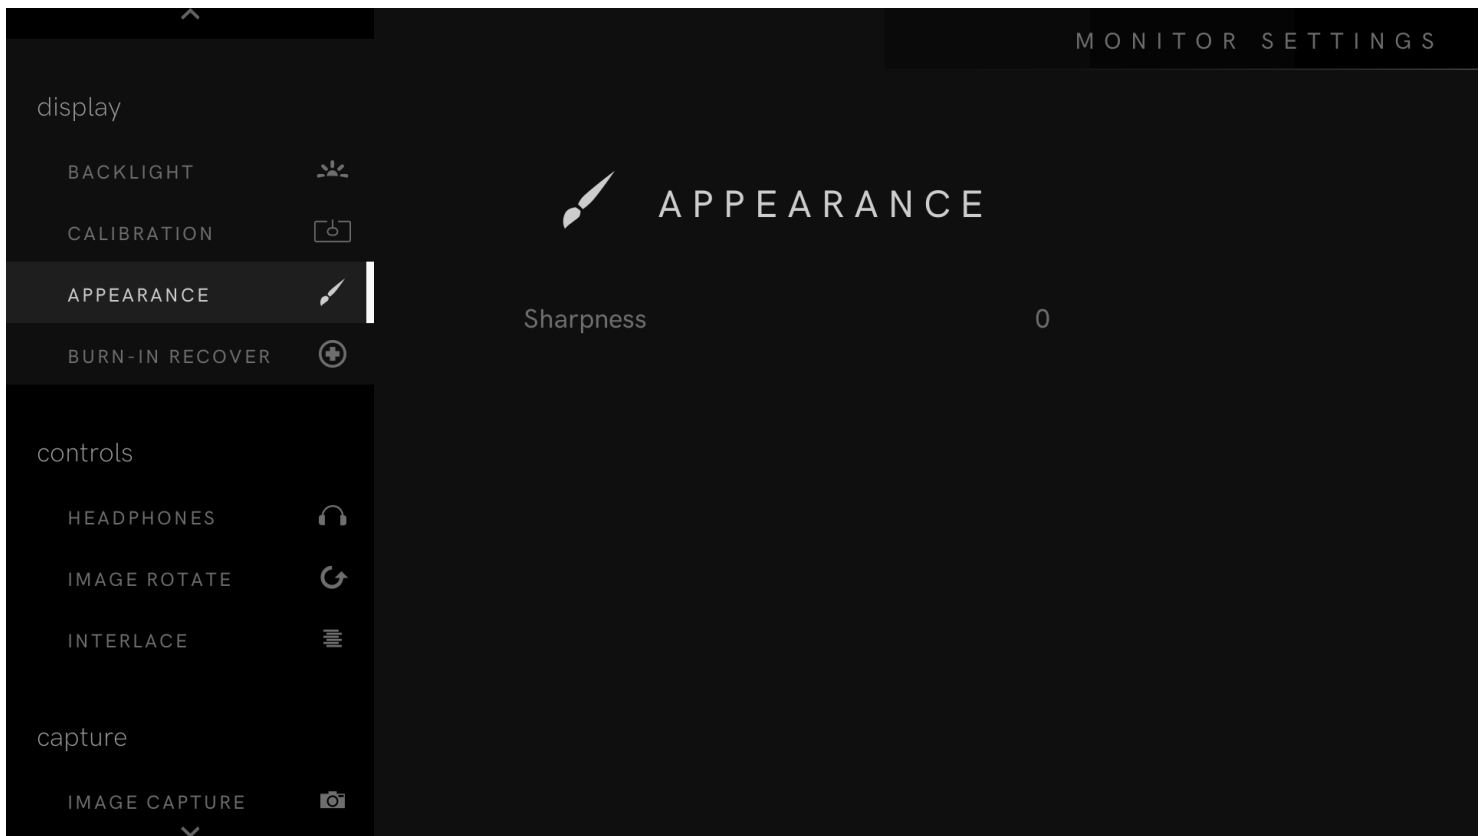 MONITOR SETTINGS
display
BACKLIGHT
CALIBRATION
APPEARANCE
BURN-IN RECOVER
controls
HEADPHONES
IMAGE ROTATE
INTERLACE
capture
IMAGE CAPTURE
APPEARANCE
Sharpness 0